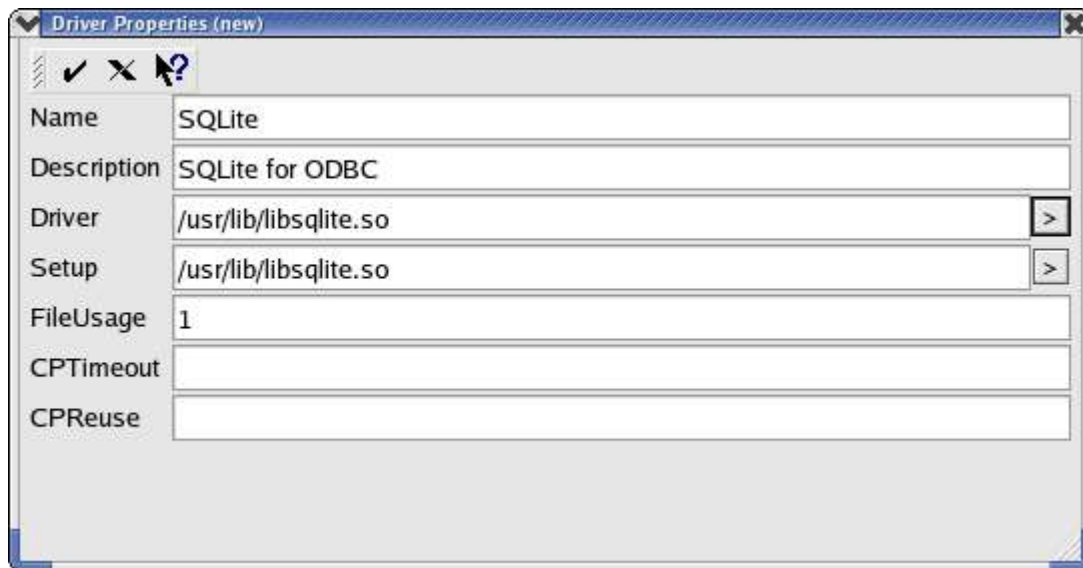 Driver Properties (new)
Name SQLite
Description SQLite for ODBC
Driver /usr/lib/libsqlite.so >
Setup /usr/lib/libsqlite.so >
FileUsage 1
CPTimeout
CPReuse